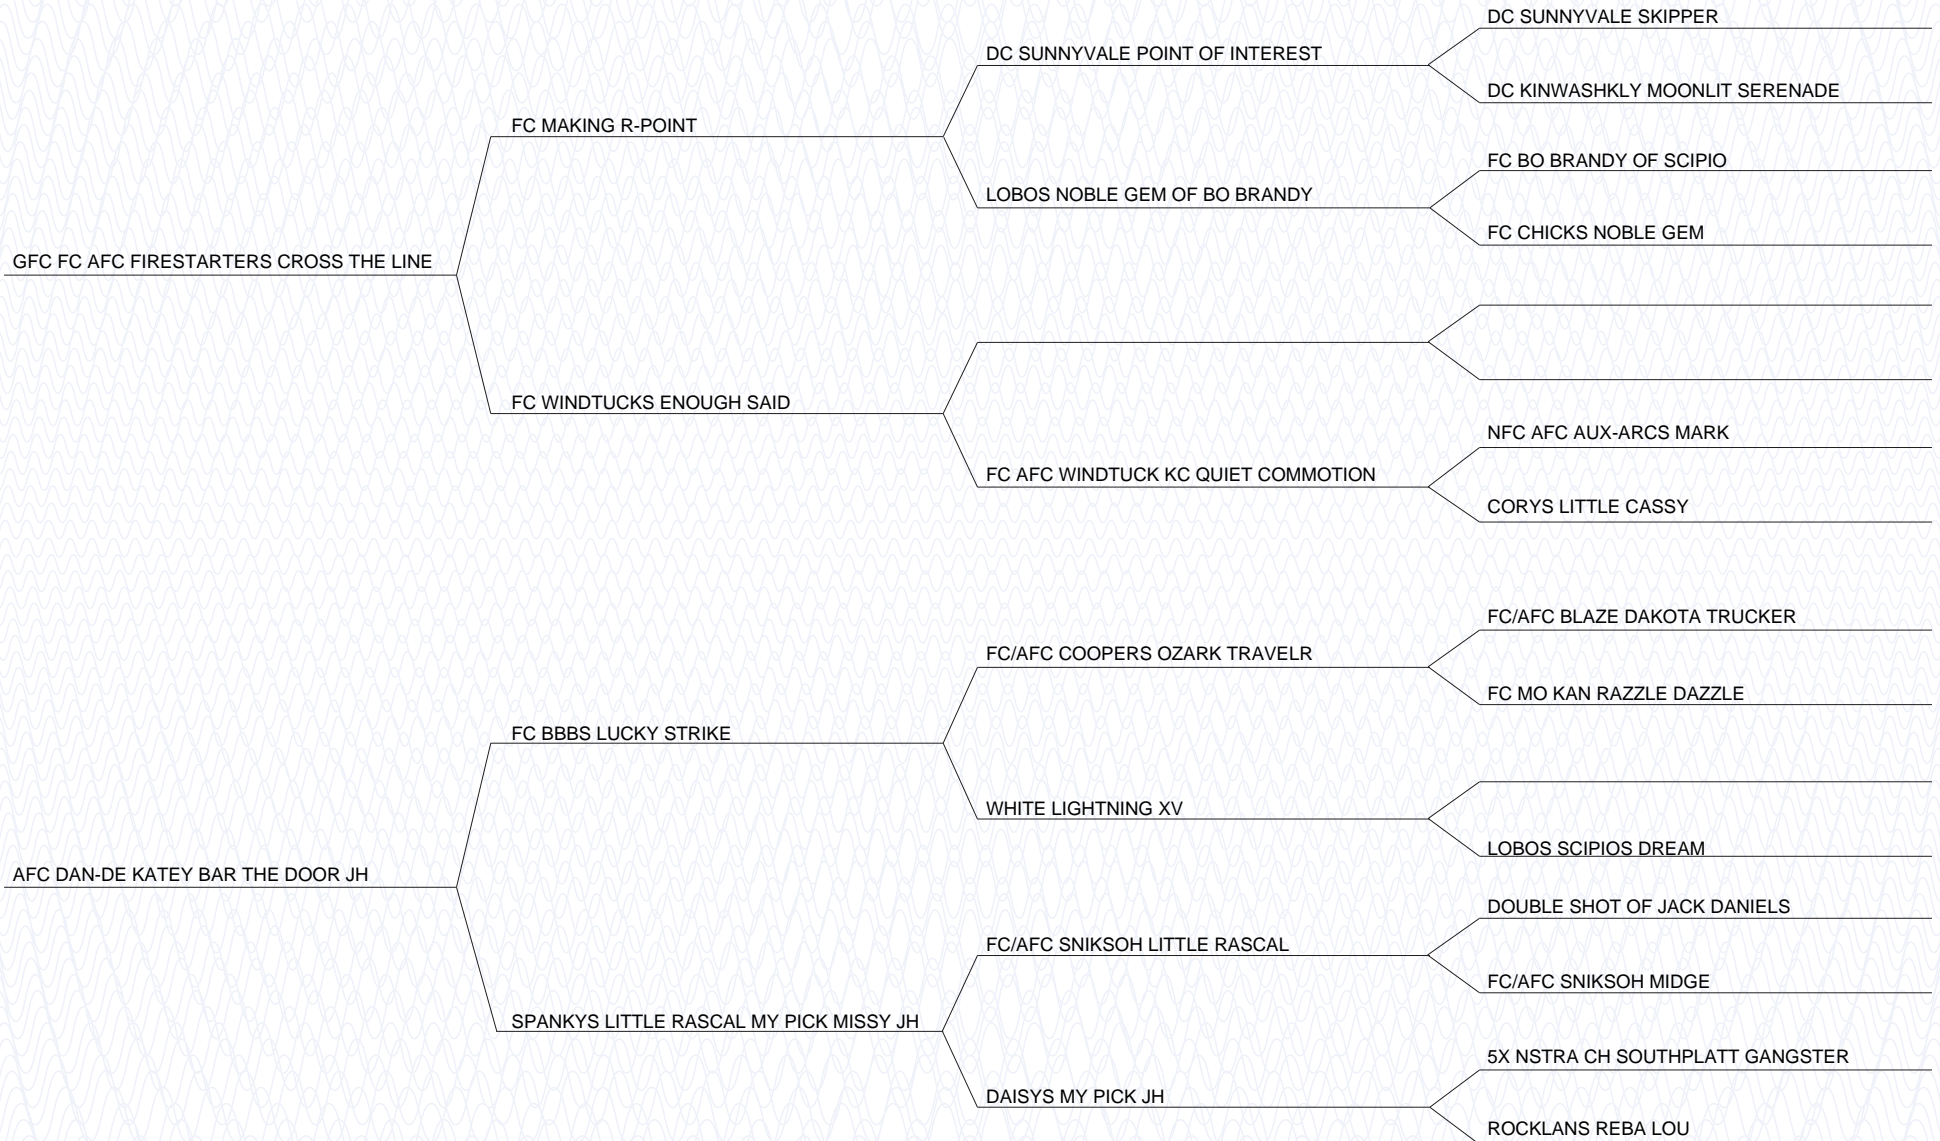 DC SUNNYVALE SKIPPER
DC SUNNYVALE POINT OF INTEREST
DC KINWASHKLY MOONLIT SERENADE
FC MAKING R-POINT
FC BO BRANDY OF SCIPIO
LOBOS NOBLE GEM OF BO BRANDY
FC CHICKS NOBLE GEM
GFC FC AFC FIRESTARTERS CROSS THE LINE
FC WINDTUCKS ENOUGH SAID
NFC AFC AUX-ARCS MARK
FC AFC WINDTUCK KC QUIET COMMOTION
CORYS LITTLE CASSY
FC/AFC BLAZE DAKOTA TRUCKER
FC/AFC COOPERS OZARK TRAVELR
FC MO KAN RAZZLE DAZZLE
FC BBBS LUCKY STRIKE
WHITE LIGHTNING XV
LOBOS SCIPIOS DREAM
AFC DAN-DE KATEY BAR THE DOOR JH
DOUBLE SHOT OF JACK DANIELS
FC/AFC SNIKSOH LITTLE RASCAL
FC/AFC SNIKSOH MIDGE
SPANKYS LITTLE RASCAL MY PICK MISSY JH
5X NSTRA CH SOUTHPLATT GANGSTER
DAISYS MY PICK JH
ROCKLANS REBA LOU